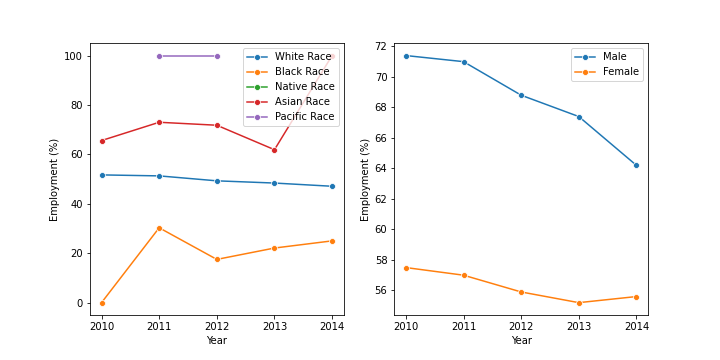 100
80
60
40
20
0
Employment (%)
White Race
Black Race
Native Race
Asian Race
Pacific Race
2010 2011 2012 2013 2014
Year
72
70
68
66
64
62
60
58
56
Employment (%)
Male
Female
2010 2011 2012 2013 2014
Year